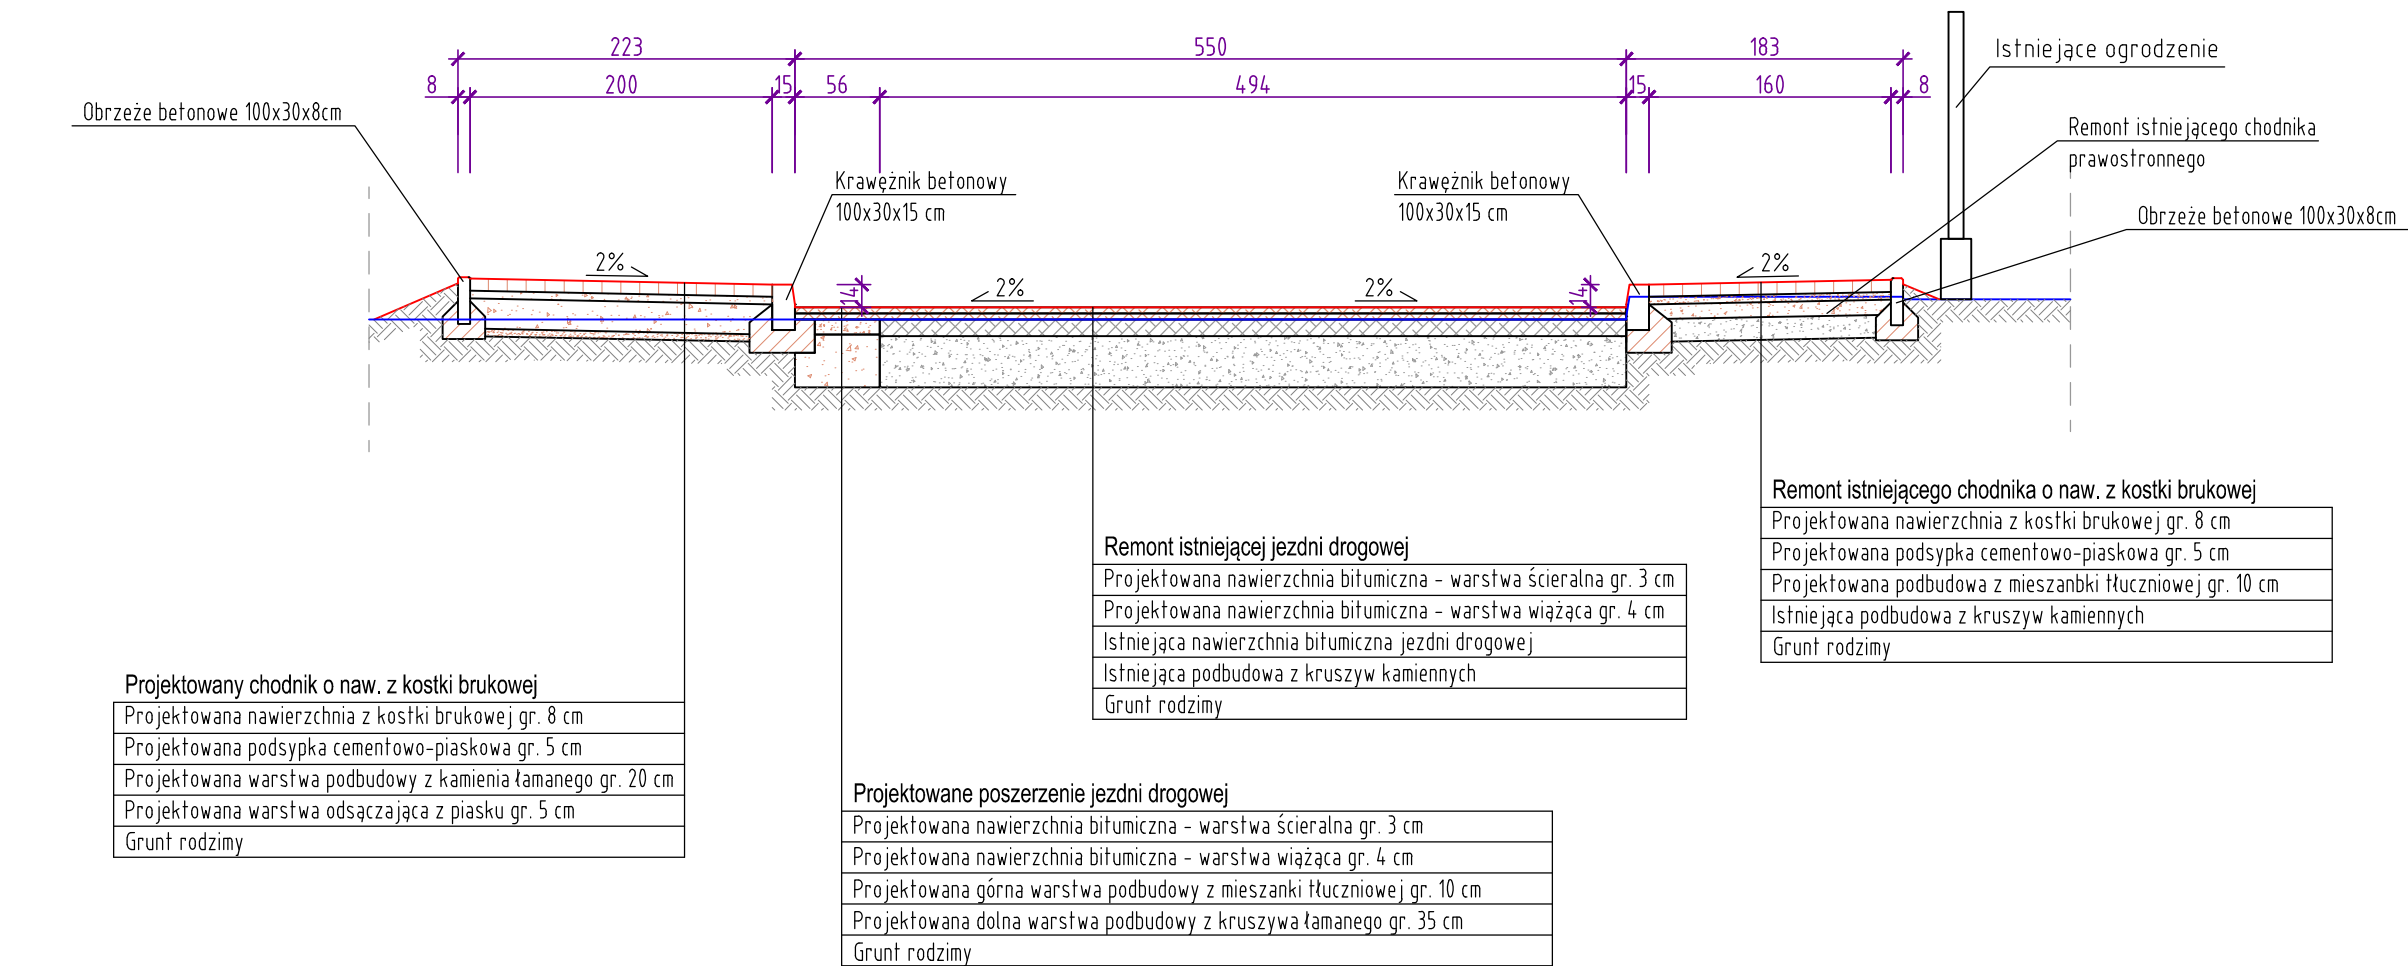 223
550
183
Istniejące ogrodzenie
8
200
15
56
494
15
160
8
Obrzeże betonowe 100x30x8cm
Remont istniejącego chodnika
prawostronnego
Krawężnik betonowy
100x30x15 cm
Krawężnik betonowy
100x30x15 cm
Obrzeże betonowe 100x30x8cm
2%
14
2%
2%
14
2%
Remont istniejącego chodnika o naw. z kostki brukowej
Projektowana nawierzchnia z kostki brukowej gr. 8 cm
Projektowana podsypka cementowo-piaskowa gr. 5 cm
Projektowana podbudowa z mieszanbki tłuczniowej gr. 10 cm
Istniejąca podbudowa z kruszyw kamiennych
Grunt rodzimy
Remont istniejącej jezdni drogowej
Projektowana nawierzchnia bitumiczna - warstwa ścieralna gr. 3 cm
Projektowana nawierzchnia bitumiczna - warstwa wiążąca gr. 4 cm
Istniejąca nawierzchnia bitumiczna jezdni drogowej
Istniejąca podbudowa z kruszyw kamiennych
Grunt rodzimy
Projektowany chodnik o naw. z kostki brukowej
Projektowana nawierzchnia z kostki brukowej gr. 8 cm
Projektowana podsypka cementowo-piaskowa gr. 5 cm
Projektowana warstwa podbudowy z kamienia łamanego gr. 20 cm
Projektowana warstwa odsączająca z piasku gr. 5 cm
Grunt rodzimy
Projektowane poszerzenie jezdni drogowej
Projektowana nawierzchnia bitumiczna - warstwa ścieralna gr. 3 cm
Projektowana nawierzchnia bitumiczna - warstwa wiążąca gr. 4 cm
Projektowana górna warstwa podbudowy z mieszanki tłuczniowej gr. 10 cm
Projektowana dolna warstwa podbudowy z kruszywa łamanego gr. 35 cm
Grunt rodzimy